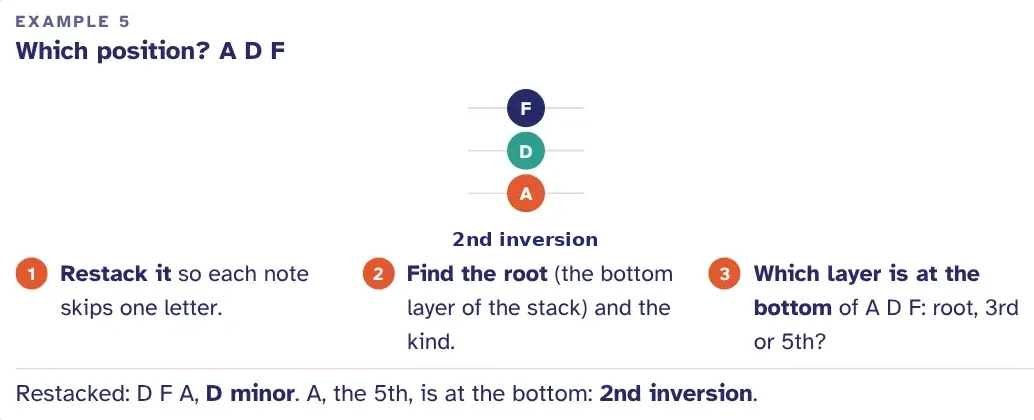 EXAMPLE 5
Which position? A D F
F
D
A
2nd inversion
1 Restack it so each note
skips one letter.
2 Find the root (the bottom
layer of the stack) and the
kind.
3 Which layer is at the
bottom of A D F: root, 3rd
or 5th?
Restacked: D F A, D minor. A, the 5th, is at the bottom: 2nd inversion.